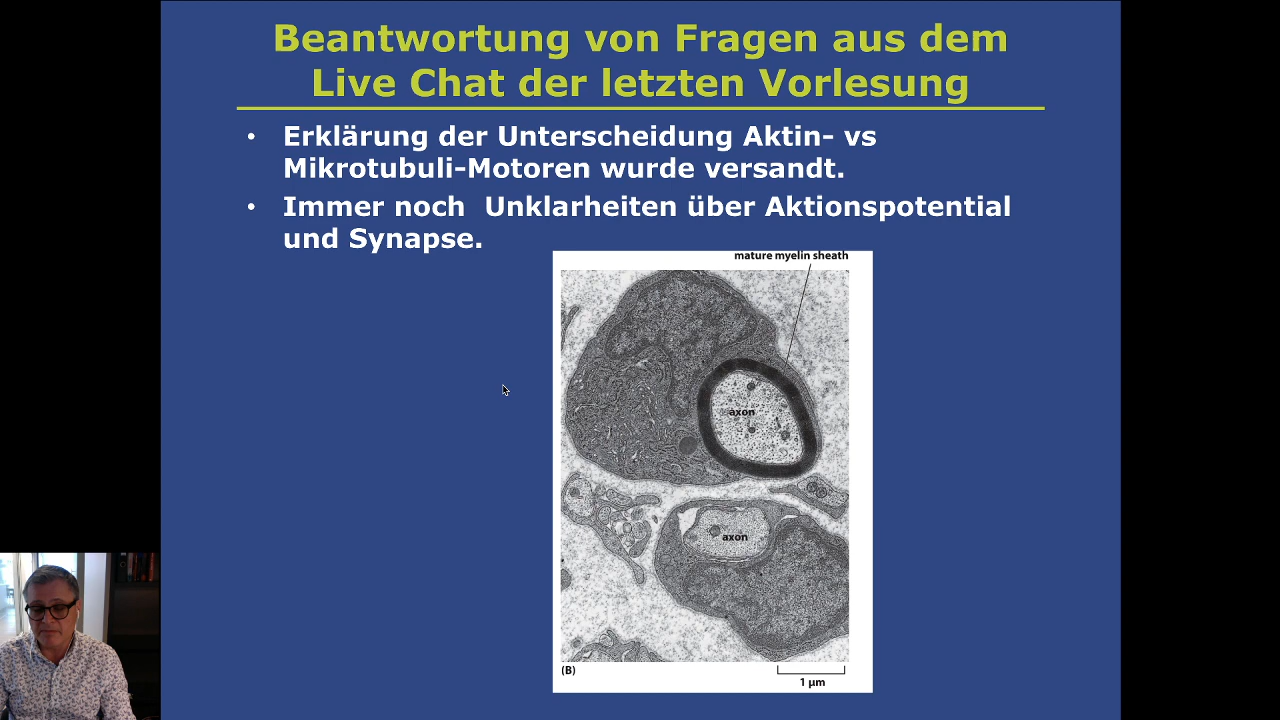 Beantwortung von Fragen aus dem
Live Chat der letzten Vorlesung
• Erklärung der Unterscheidung Aktin- vs
Mikrotubuli-Motoren wurde versandt.
• Immer noch  Unklarheiten über Aktionspotential
und Synapse.
mature myelin sheath
axon
axon
(B)
1 µm